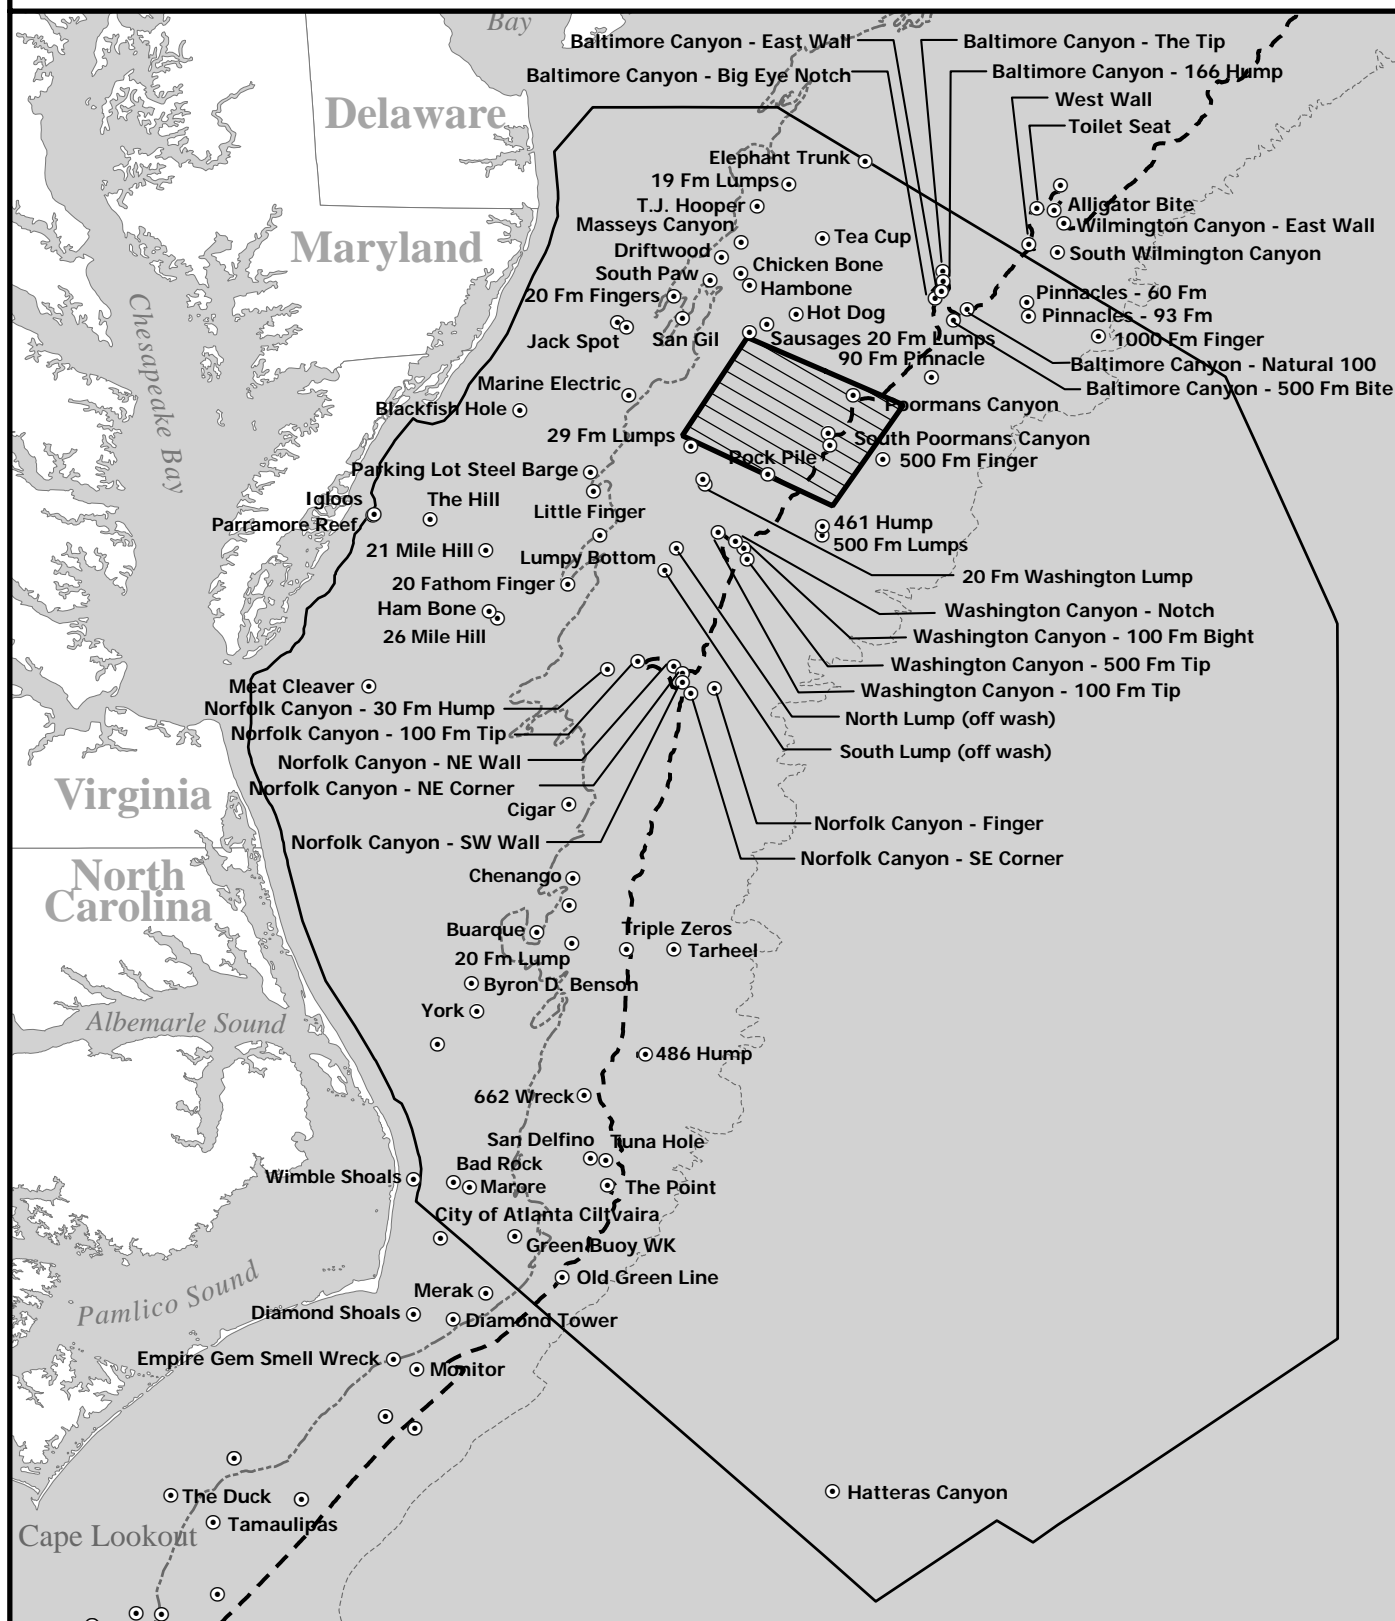 Bay
Baltimore Canyon - East Wall
Baltimore Canyon - The Tip
Baltimore Canyon - Big Eye Notch
Baltimore Canyon - 166 Hump
West Wall
Toilet Seat
Delaware
Elephant Trunk
19 Fm Lumps
T.J. Hooper
Alligator Bite
Masseys Canyon
Wilmington Canyon - East Wall
Tea Cup
Maryland
Driftwood
South Wilmington Canyon
Chicken Bone
South Paw
Hambone
20 Fm Fingers
Pinnacles - 60 Fm
Hot Dog
Pinnacles - 93 Fm
Jack Spot
San Gil
Sausages 20 Fm Lumps
1000 Fm Finger
90 Fm Pinnacle
Baltimore Canyon - Natural 100
Marine Electric
Baltimore Canyon - 500 Fm Bite
Chesapeake Bay
Blackfish Hole
Poormans Canyon
29 Fm Lumps
South Poormans Canyon
Rock Pile
500 Fm Finger
Parking Lot Steel Barge
Igloos
The Hill
Little Finger
Parramore Reef
461 Hump
500 Fm Lumps
21 Mile Hill
Lumpy Bottom
20 Fm Washington Lump
20 Fathom Finger
Ham Bone
Washington Canyon - Notch
26 Mile Hill
Washington Canyon - 100 Fm Bight
Washington Canyon - 500 Fm Tip
Meat Cleaver
Washington Canyon - 100 Fm Tip
Norfolk Canyon - 30 Fm Hump
North Lump (off wash)
Norfolk Canyon - 100 Fm Tip
South Lump (off wash)
Norfolk Canyon - NE Wall
Norfolk Canyon - NE Corner
Virginia
Cigar
Norfolk Canyon - Finger
Norfolk Canyon - SW Wall
Norfolk Canyon - SE Corner
North
Carolina
Chenango
Buarque
Triple Zeros
Tarheel
20 Fm Lump
Byron D. Benson
York
Albemarle Sound
486 Hump
662 Wreck
San Delfino
Tuna Hole
Bad Rock
Wimble Shoals
Marore
The Point
City of Atlanta Ciltvaira
Green Buoy WK
Old Green Line
Pamlico Sound
Merak
Diamond Shoals
Diamond Tower
Empire Gem Smell Wreck
Monitor
Hatteras Canyon
The Duck
Tamaulipas
Cape Lookout